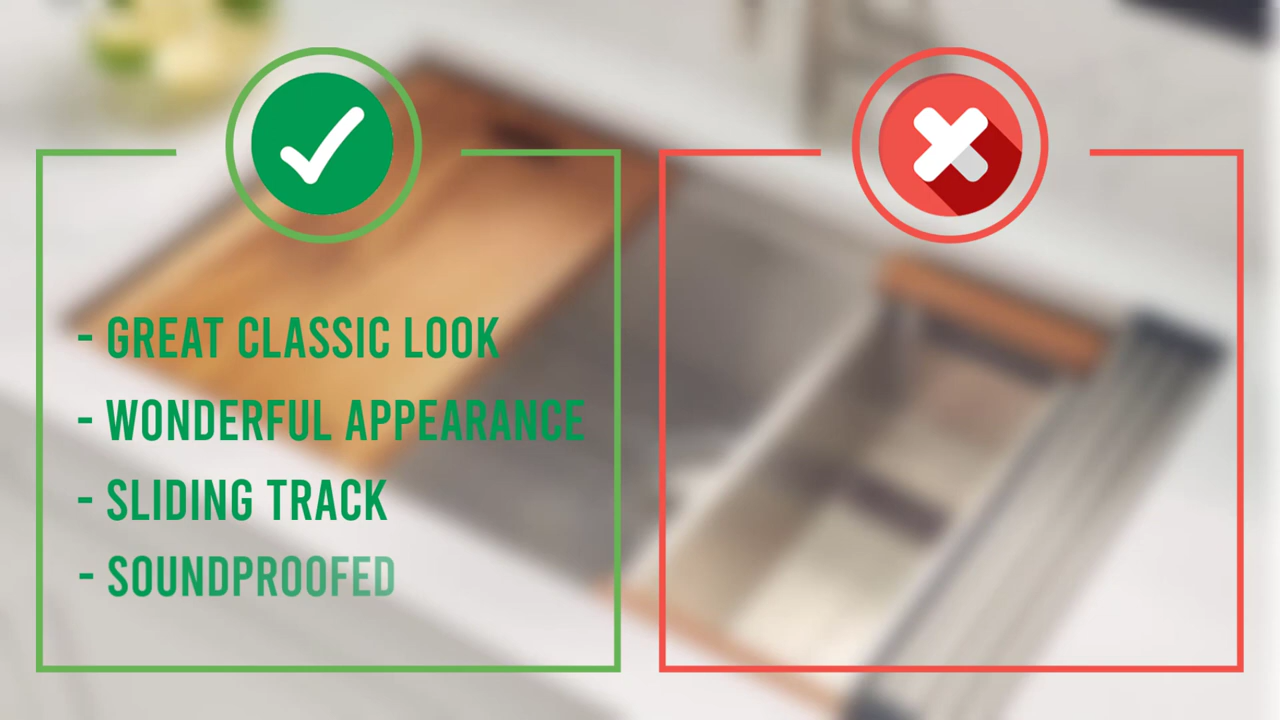 - GREAT CLASSIC LOOK
- WONDERFUL APPEARANCE
- SLIDING TRACK
- SOUNDPROOFED